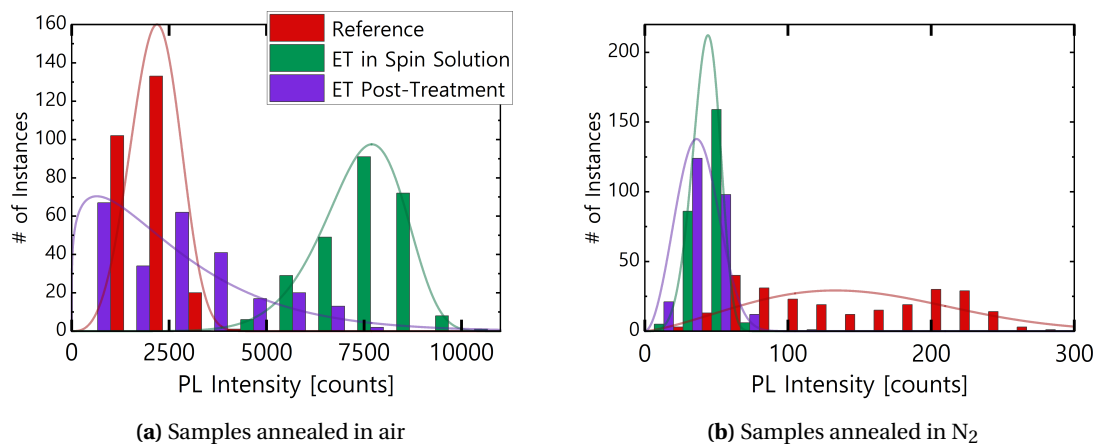 160
140
120
100
80
60
40
20
0
# of Instances
Reference
ET in Spin Solution
ET Post-Treatment
0 2500 5000 7500 10000
PL Intensity [counts]
(a) Samples annealed in air
200
150
100
50
0
# of Instances
0 100 200 300
PL Intensity [counts]
(b) Samples annealed in N₂